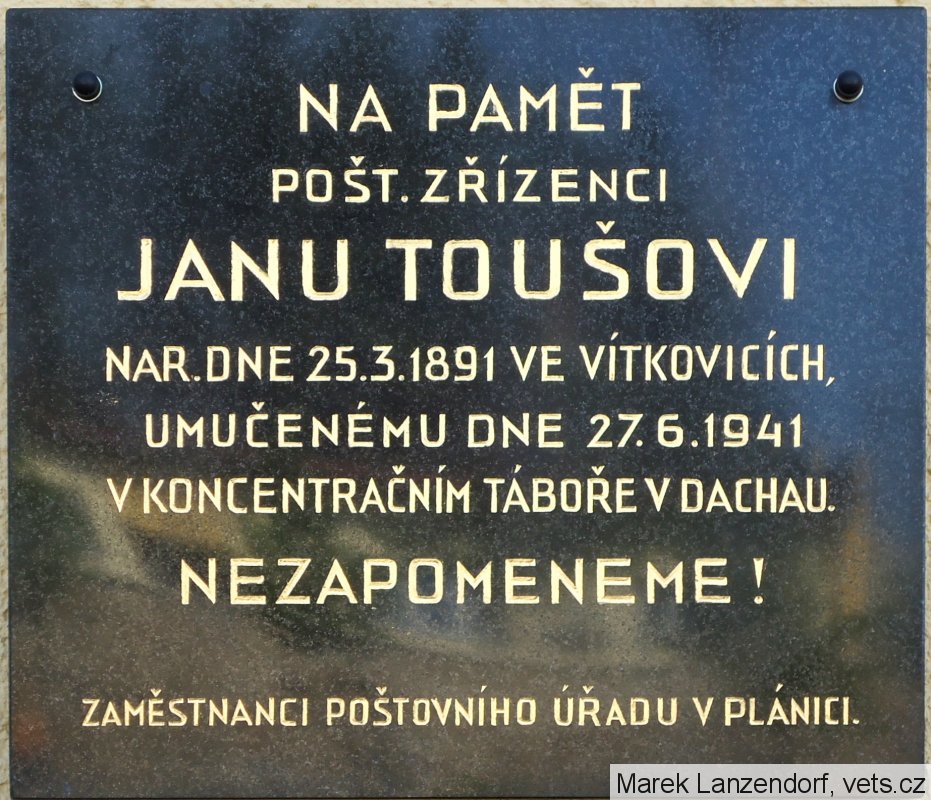 NA PAMĚT
POŠT. ZŘÍZENCI
JANU TOUŠOVI
NAR. DNE 25.3.1891 VE VÍTKOVICÍCH,
UMUČENÉMU DNE 27.6.1941
V KONCENTRAČNÍM TÁBOŘE V DACHAU.
NEZAPOMENEME!
ZAMĚSTNANCI POŠTOVNÍHO ÚŘADU V PLÁNICI.
Marek Lanzendorf, vets.cz